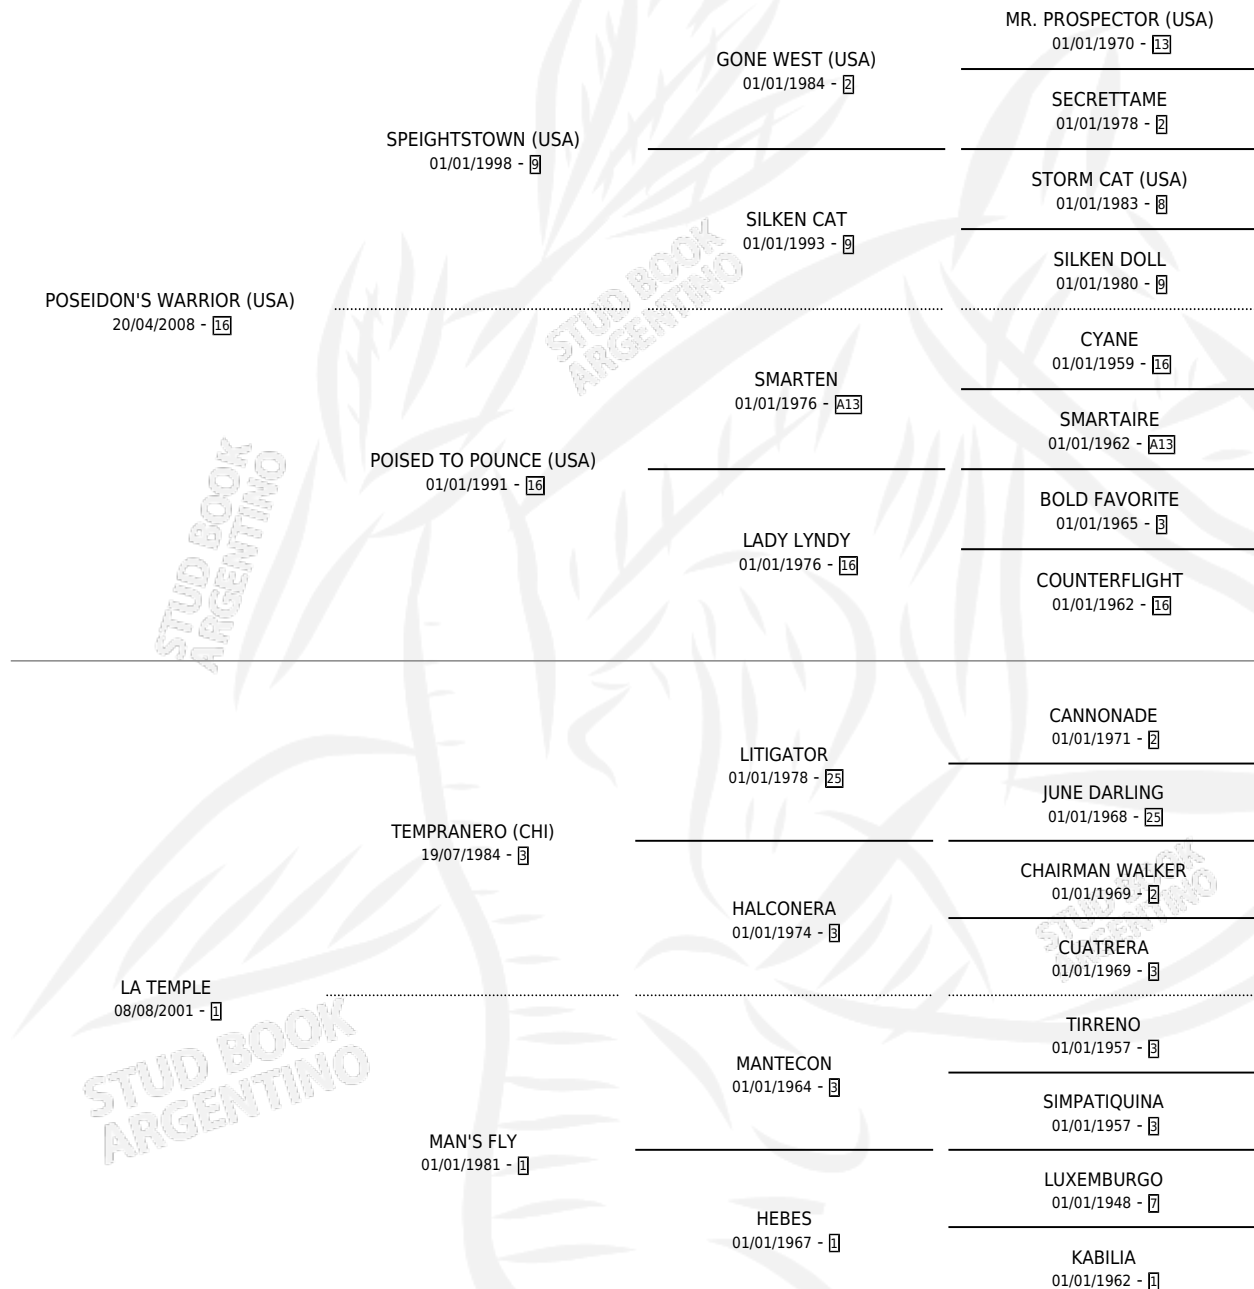 MR. PROSPECTOR (USA)
01/01/1970 - 13
GONE WEST (USA)
01/01/1984 - 2
SECRETTAME
01/01/1978 - 2
SPEIGHTSTOWN (USA)
01/01/1998 - 9
STORM CAT (USA)
01/01/1983 - 8
SILKEN CAT
01/01/1993 - 9
SILKEN DOLL
01/01/1980 - 9
POSEIDON'S WARRIOR (USA)
20/04/2008 - 16
CYANE
01/01/1959 - 16
SMARTEN
01/01/1976 - A13
SMARTAIRE
01/01/1962 - A13
POISED TO POUNCE (USA)
01/01/1991 - 16
BOLD FAVORITE
01/01/1965 - 3
LADY LYNDY
01/01/1976 - 16
COUNTERFLIGHT
01/01/1962 - 16
CANNONADE
01/01/1971 - 2
LITIGATOR
01/01/1978 - 25
JUNE DARLING
01/01/1968 - 25
TEMPRANERO (CHI)
19/07/1984 - 3
CHAIRMAN WALKER
01/01/1969 - 2
HALCONERA
01/01/1974 - 3
CUATRERA
01/01/1969 - 3
LA TEMPLE
08/08/2001 - 1
TIRRENO
01/01/1957 - 3
MANTECON
01/01/1964 - 3
SIMPATIQUINA
01/01/1957 - 3
MAN'S FLY
01/01/1981 - 1
LUXEMBURGO
01/01/1948 - 7
HEBES
01/01/1967 - 1
KABILIA
01/01/1962 - 1
STUD BOOK
ARGENTINO
STUD BOOK
ARGENTINO
STUD BOOK
ARGENTINO
STUD BOOK
ARGENTINO